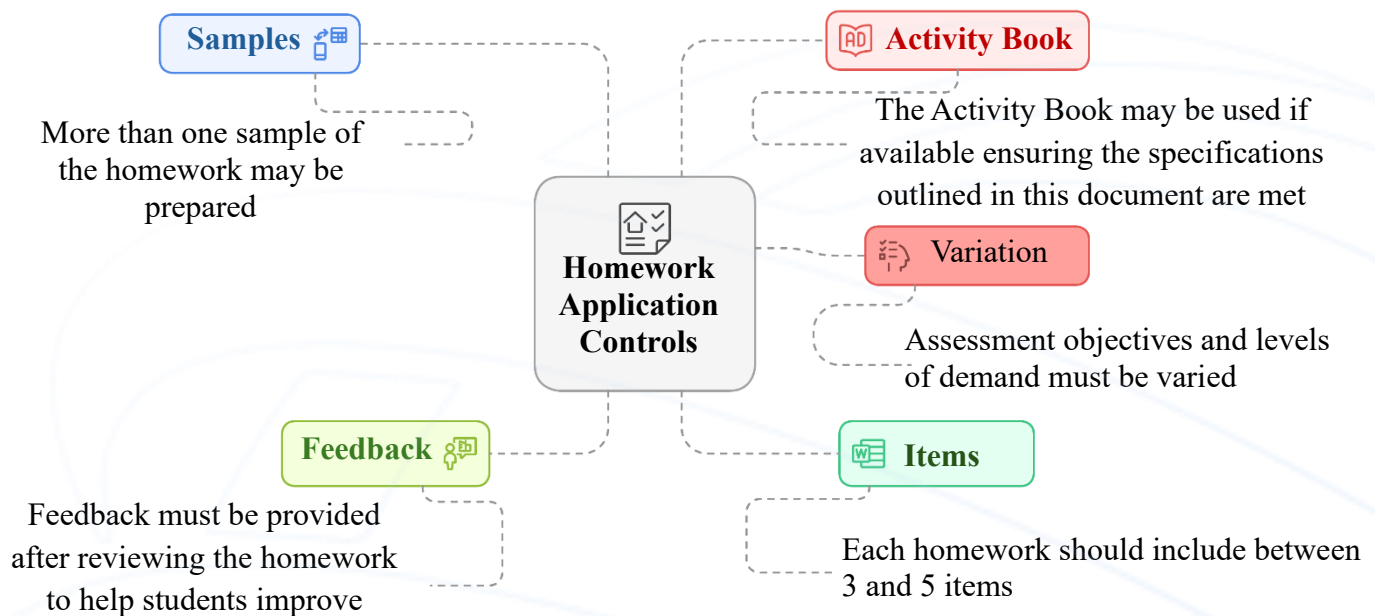 Samples
More than one sample of
the homework may be
prepared
Activity Book
The Activity Book may be used if
available ensuring the specifications
outlined in this document are met
Homework
Application
Controls
Variation
Assessment objectives and levels
of demand must be varied
Feedback
Feedback must be provided
after reviewing the homework
to help students improve
Items
Each homework should include between
3 and 5 items